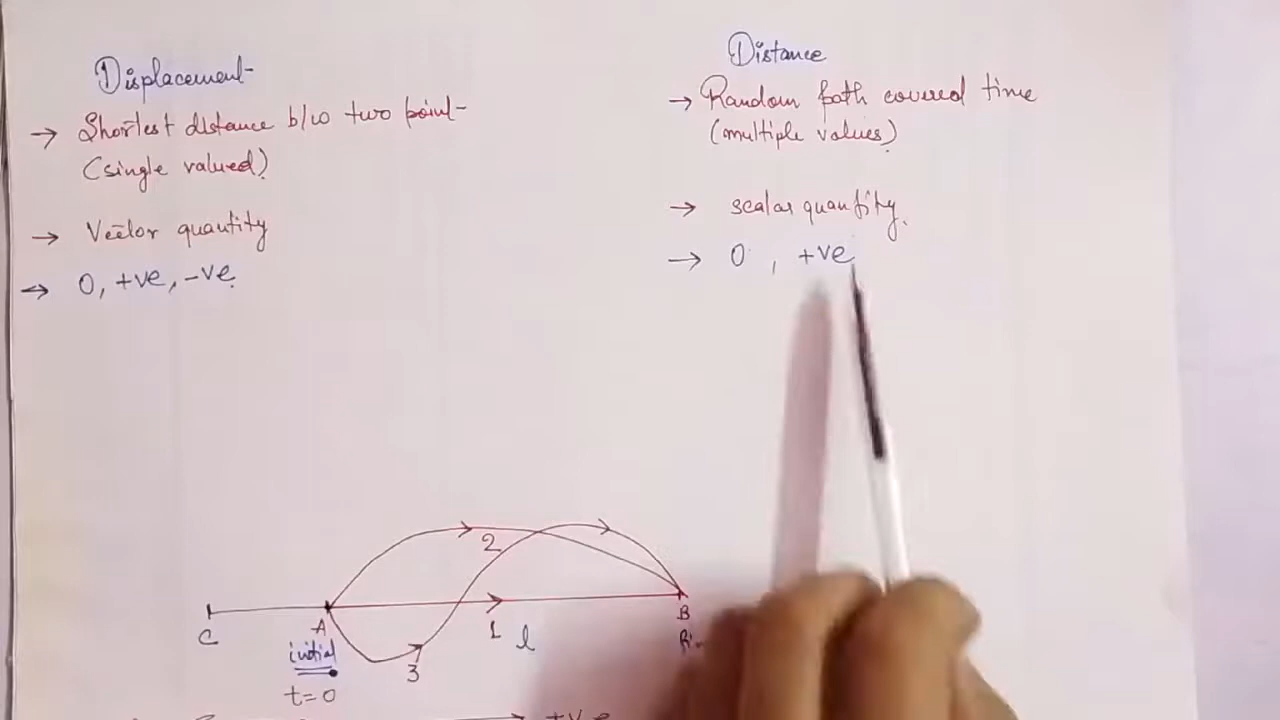 Displacement
→ Shortest distance b/w two point
(single valued)
→ Vector quantity
→ 0, +ve, -ve
Distance
→ Random path covered time
(multiple values)
→ scalar quantity
→ 0, +ve
2
C
A
1
l
B
initial
3
t=0
+ve